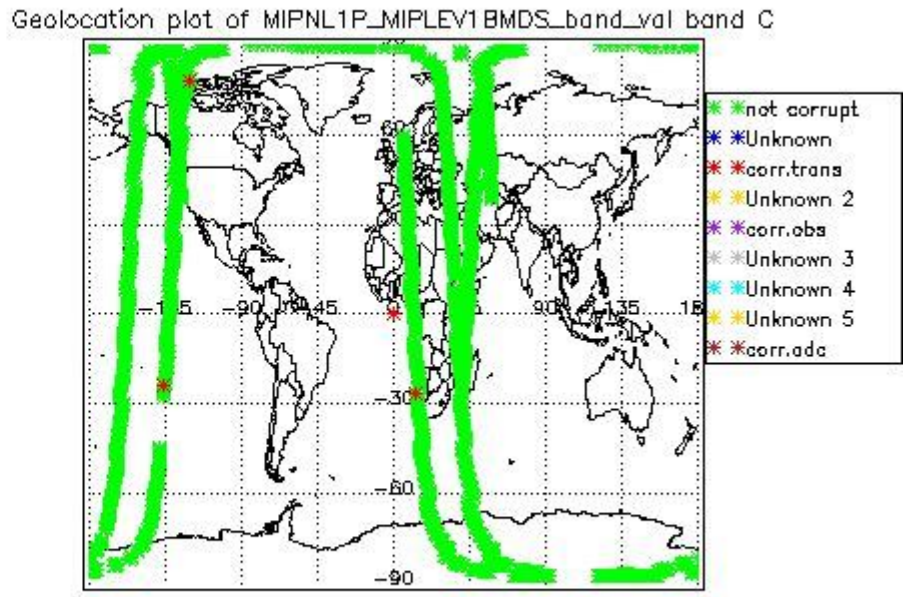 Geolocation plot of MIPNL1P_MIPLEV1BMDS_band_val band C
not corrupt
60
Unknown
corr.trans
Unknown 2
corr.obs
Unknown 3
Unknown 4
-90
-45
90
135
Unknown 5
corr.adc
-30
-60
-90